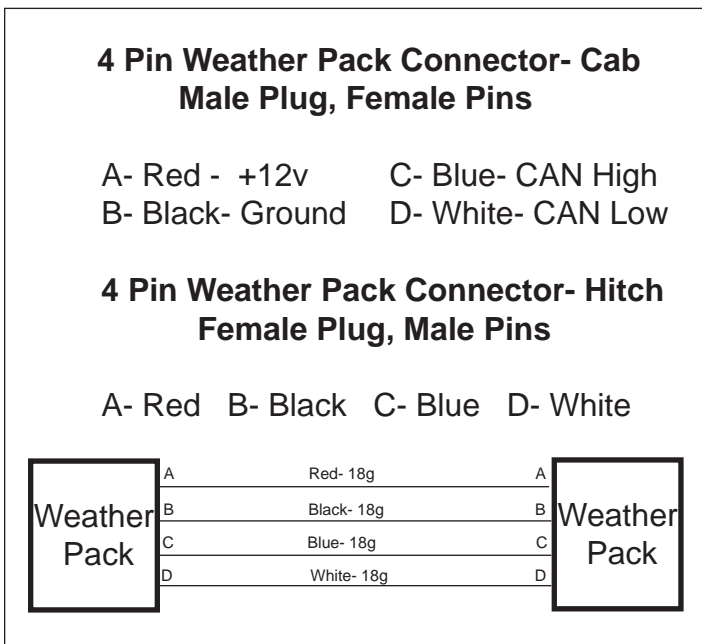 4 Pin Weather Pack Connector- Cab
Male Plug, Female Pins
A- Red - +12v C- Blue- CAN High
B- Black- Ground D- White- CAN Low
4 Pin Weather Pack Connector- Hitch
Female Plug, Male Pins
A- Red B- Black C- Blue D- White
A Red- 18g A
Weather B Black- 18g B Weather
Pack C Blue- 18g C Pack
D White- 18g D